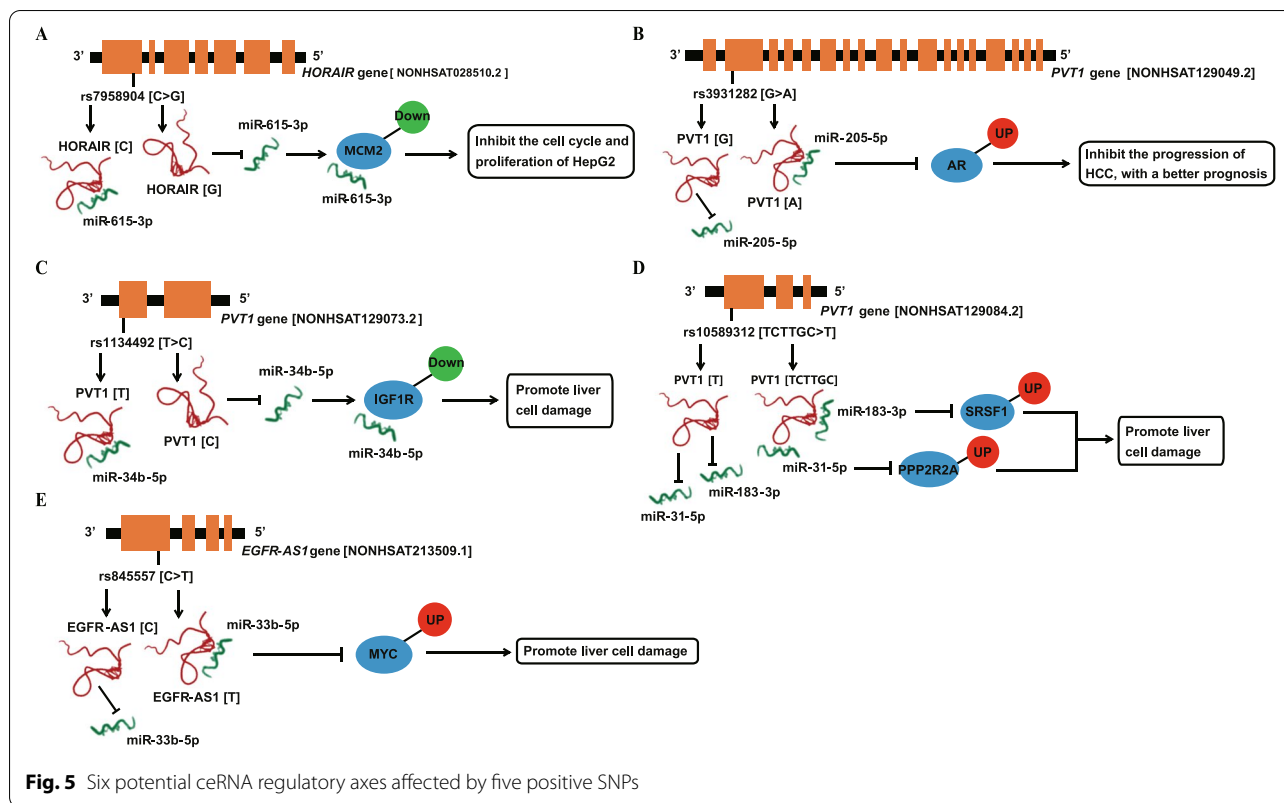 A
3' 5'
HORAIR gene [ NONHSAT028510.2 ]
rs7958904 [C>G]
HORAIR [C]
miR-615-3p
HORAIR [G]
miR-615-3p
MCM2
Down
miR-615-3p
Inhibit the cell cycle and
proliferation of HepG2
B
3' 5'
PVT1 gene [NONHSAT129049.2]
rs3931282 [G>A]
PVT1 [G]
miR-205-5p
PVT1 [A]
miR-205-5p
AR
UP
Inhibit the progression of
HCC, with a better prognosis
C
3' 5'
PVT1 gene [NONHSAT129073.2]
rs1134492 [T>C]
PVT1 [T]
miR-34b-5p
PVT1 [C]
miR-34b-5p
IGF1R
Down
miR-34b-5p
Promote liver
cell damage
D
3' 5'
PVT1 gene [NONHSAT129084.2]
rs10589312 [TCTTGC>T]
PVT1 [T]
PVT1 [TCTTGC]
miR-183-3p
SRSF1
UP
miR-31-5p
PPP2R2A
UP
miR-183-3p
miR-31-5p
Promote liver
cell damage
E
3' 5'
EGFR-AS1 gene [NONHSAT213509.1]
rs845557 [C>T]
EGFR-AS1 [C]
miR-33b-5p
EGFR-AS1 [T]
miR-33b-5p
MYC
UP
Promote liver cell damage
Fig. 5 Six potential ceRNA regulatory axes affected by five positive SNPs